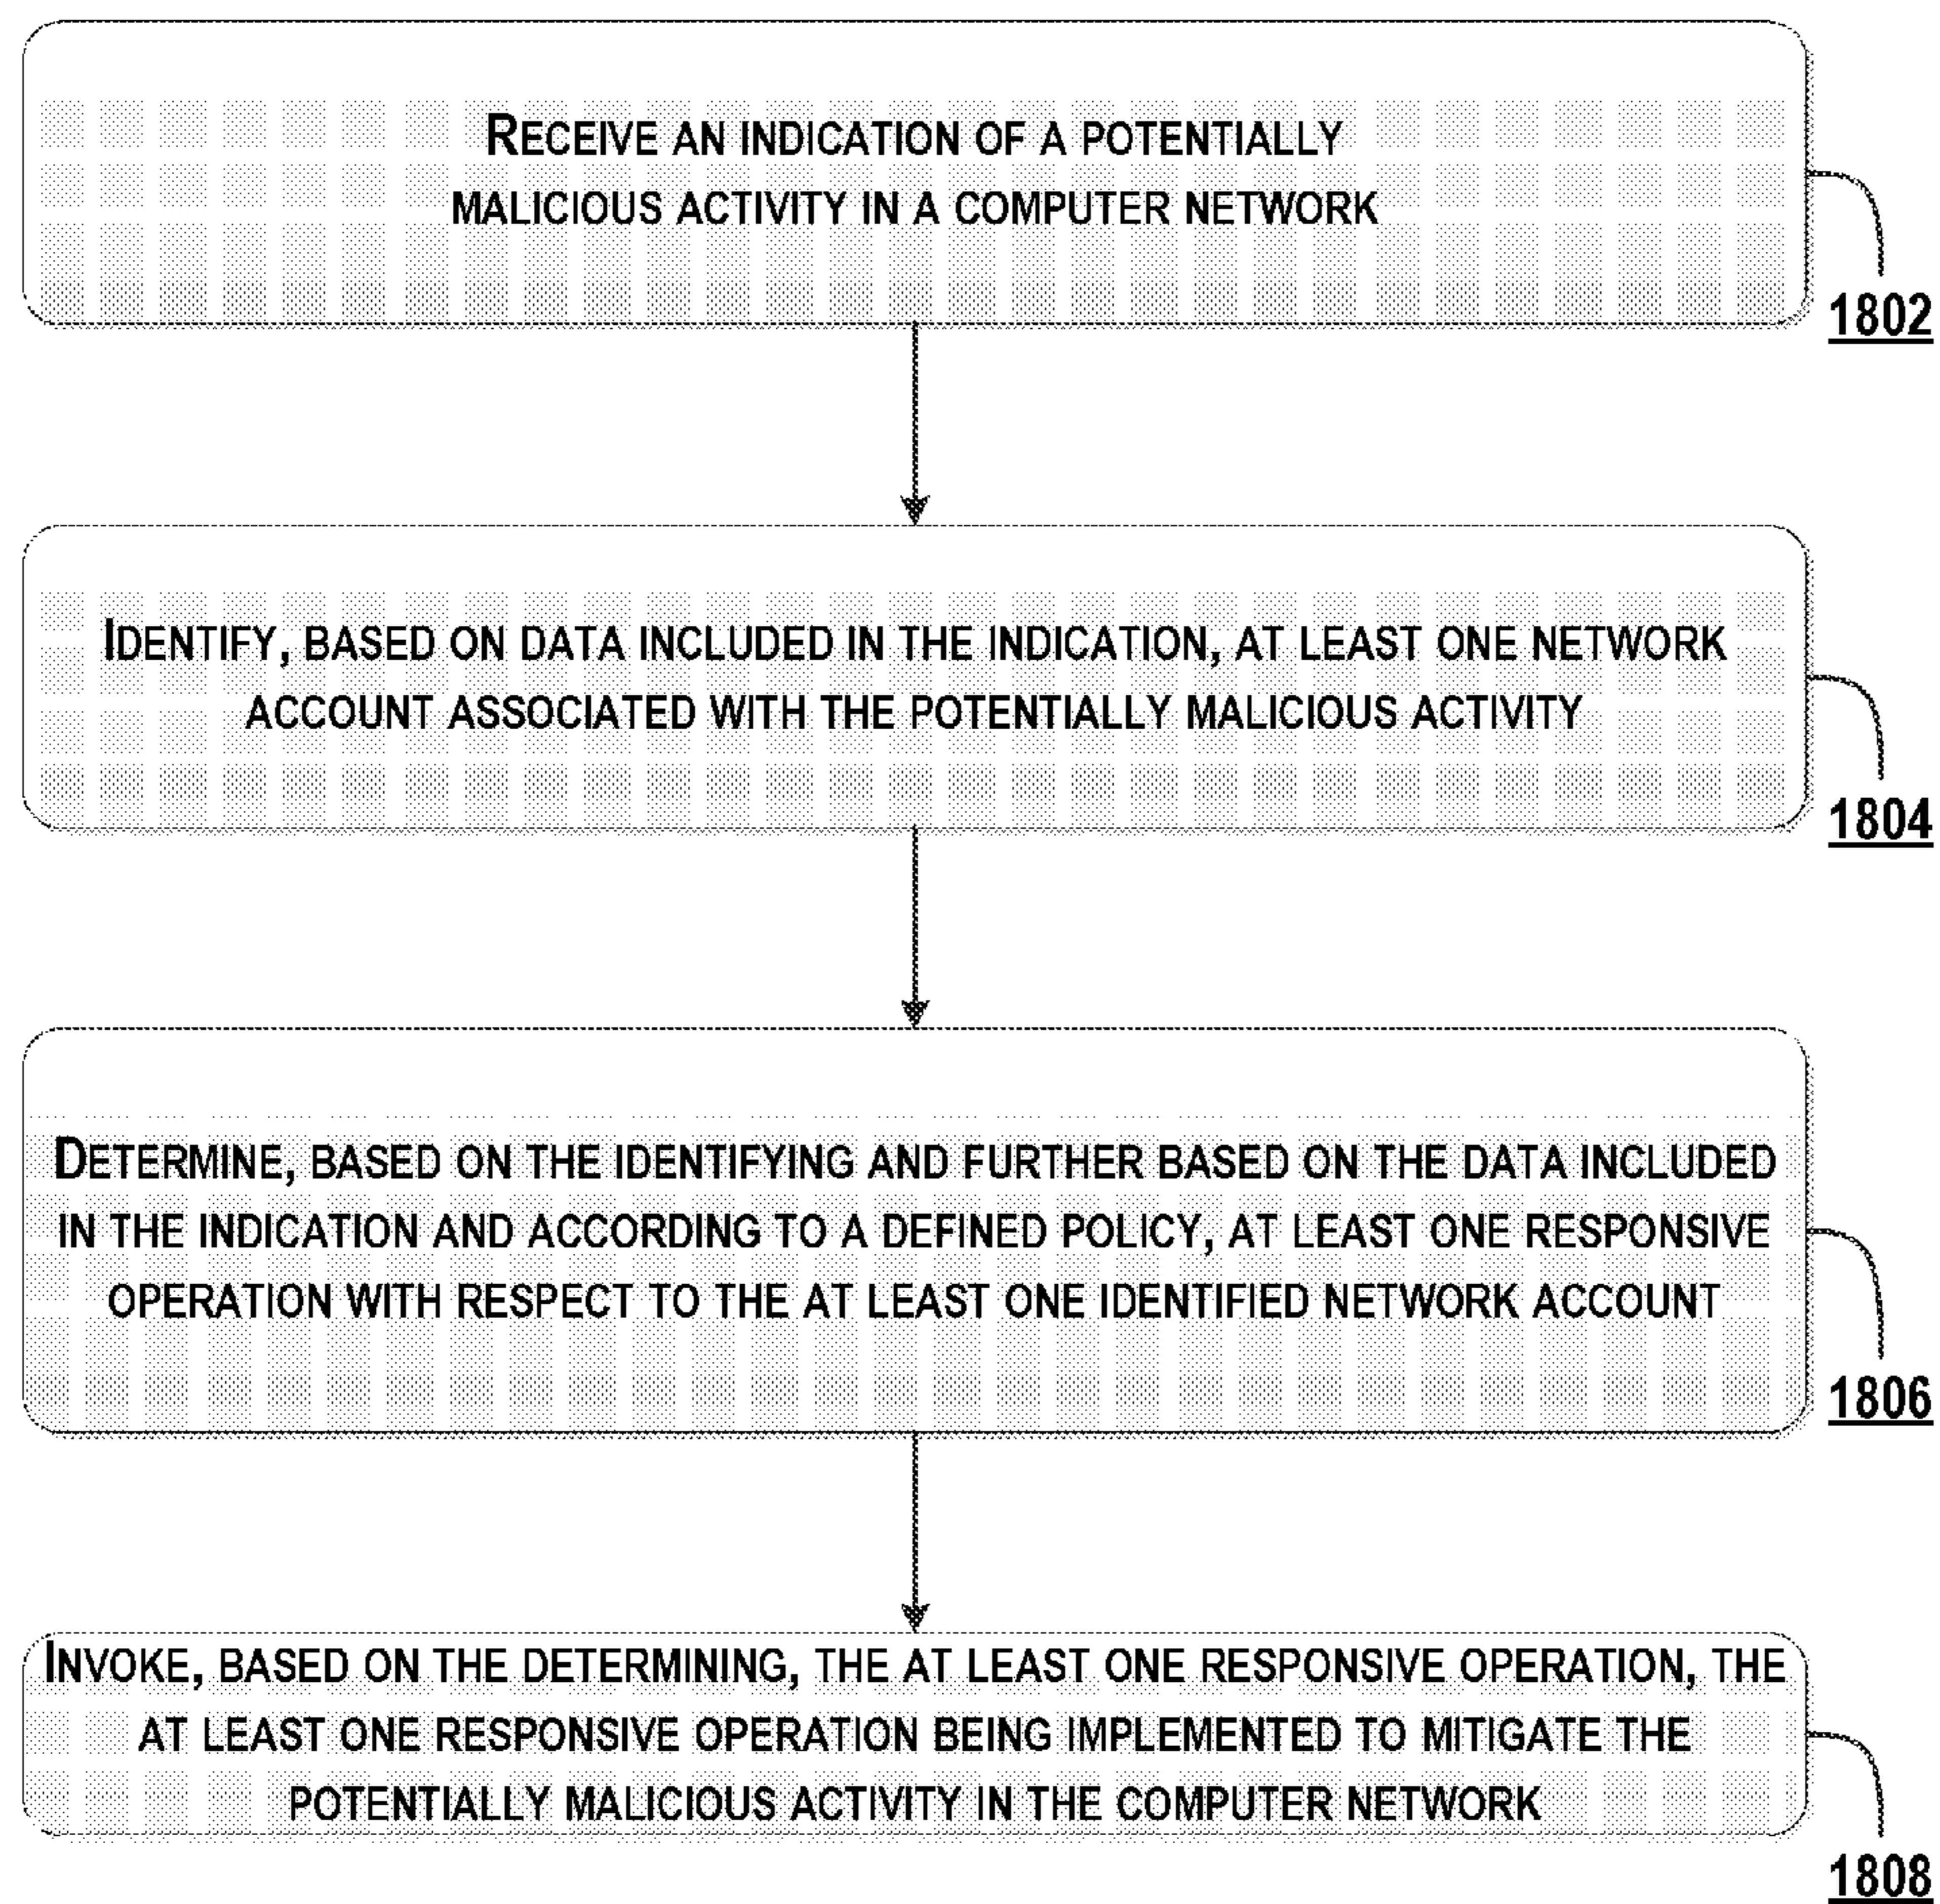 RECEIVE AN INDICATION OF A POTENTIALLY
MALICIOUS ACTIVITY IN A COMPUTER NETWORK
1802
IDENTIFY, BASED ON DATA INCLUDED IN THE INDICATION, AT LEAST ONE NETWORK
ACCOUNT ASSOCIATED WITH THE POTENTIALLY MALICIOUS ACTIVITY
1804
DETERMINE, BASED ON THE IDENTIFYING AND FURTHER BASED ON THE DATA INCLUDED
IN THE INDICATION AND ACCORDING TO A DEFINED POLICY, AT LEAST ONE RESPONSIVE
OPERATION WITH RESPECT TO THE AT LEAST ONE IDENTIFIED NETWORK ACCOUNT
1806
INVOKE, BASED ON THE DETERMINING, THE AT LEAST ONE RESPONSIVE OPERATION, THE
AT LEAST ONE RESPONSIVE OPERATION BEING IMPLEMENTED TO MITIGATE THE
POTENTIALLY MALICIOUS ACTIVITY IN THE COMPUTER NETWORK
1808